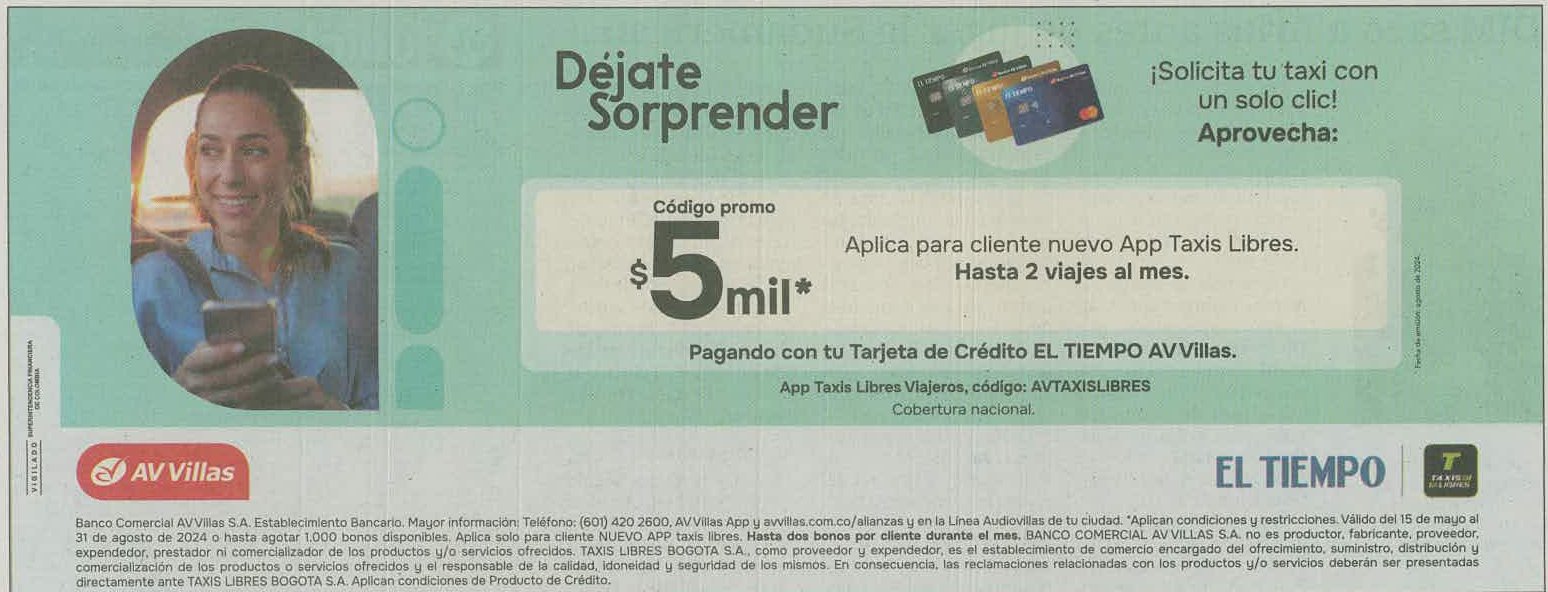 Déjate
Sorprender
EL TIEMPO
¡Solicita tu taxi con
un solo clic!
Aprovecha:
Código promo
$5mil*
Aplica para cliente nuevo App Taxis Libres.
Hasta 2 viajes al mes.
Pagando con tu Tarjeta de Crédito EL TIEMPO AV Villas.
App Taxis Libres Viajeros, código: AVTAXISLIBRES
Cobertura nacional.
* Fecha de emisión: agosto de 2024.
VIGILADO SUPERINTENDENCIA FINANCIERA
DE COLOMBIA
AV Villas
EL TIEMPO
T
TAXIS
LIBRES
Banco Comercial AV Villas S.A. Establecimiento Bancario. Mayor información: Teléfono: (601) 420 2600, AV Villas App y avvillas.com.co/alianzas y en la Línea Audiovillas de tu ciudad. *Aplican condiciones y restricciones. Válido del 15 de mayo al
31 de agosto de 2024 o hasta agotar 1.000 bonos disponibles. Aplica solo para cliente NUEVO APP taxis libres. Hasta dos bonos por cliente durante el mes. BANCO COMERCIAL AV VILLAS S.A. no es productor, fabricante, proveedor,
expendedor, prestador ni comercializador de los productos y/o servicios ofrecidos. TAXIS LIBRES BOGOTA S.A., como proveedor y expendedor, es el establecimiento de comercio encargado del ofrecimiento, suministro, distribución y
comercialización de los productos o servicios ofrecidos y el responsable de la calidad, idoneidad y seguridad de los mismos. En consecuencia, las reclamaciones relacionadas con los productos y/o servicios deberán ser presentadas
directamente ante TAXIS LIBRES BOGOTA S.A. Aplican condiciones de Producto de Crédito.